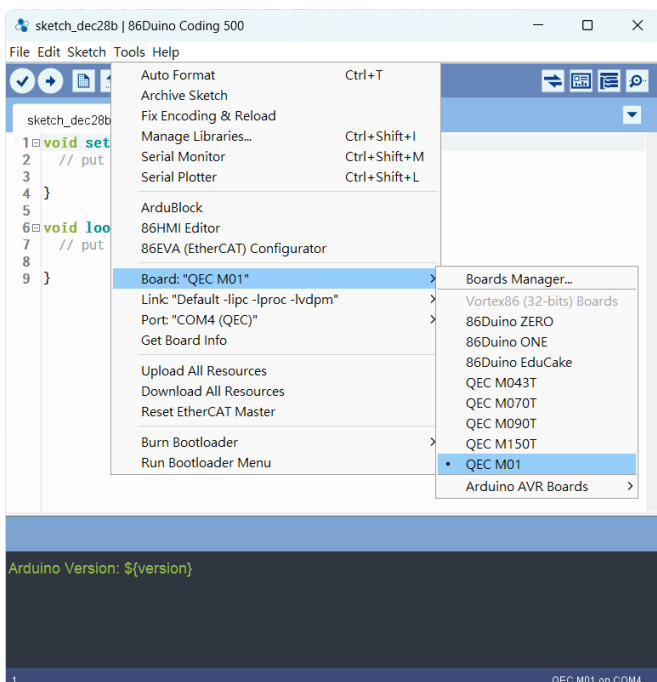 sketch_dec28b | 86Duino Coding 500
File Edit Sketch Tools Help
sketch_dec28b
1 void set
2 // put
3
4 }
5
6 void loo
7 // put
8
9 }
Auto Format Ctrl+T
Archive Sketch
Fix Encoding & Reload
Manage Libraries... Ctrl+Shift+I
Serial Monitor Ctrl+Shift+M
Serial Plotter Ctrl+Shift+L
ArduBlock
86HMI Editor
86EVA (EtherCAT) Configurator
Board: "QEC M01"
Link: "Default -lipc -lproc -lvdpm"
Port: "COM4 (QEC)"
Get Board Info
Upload All Resources
Download All Resources
Reset EtherCAT Master
Burn Bootloader
Run Bootloader Menu
Boards Manager...
Vortex86 (32-bits) Boards
86Duino ZERO
86Duino ONE
86Duino EduCake
QEC M043T
QEC M070T
QEC M090T
QEC M150T
QEC M01
Arduino AVR Boards
Arduino Version: ${version}
1 QEC M01 on COM4